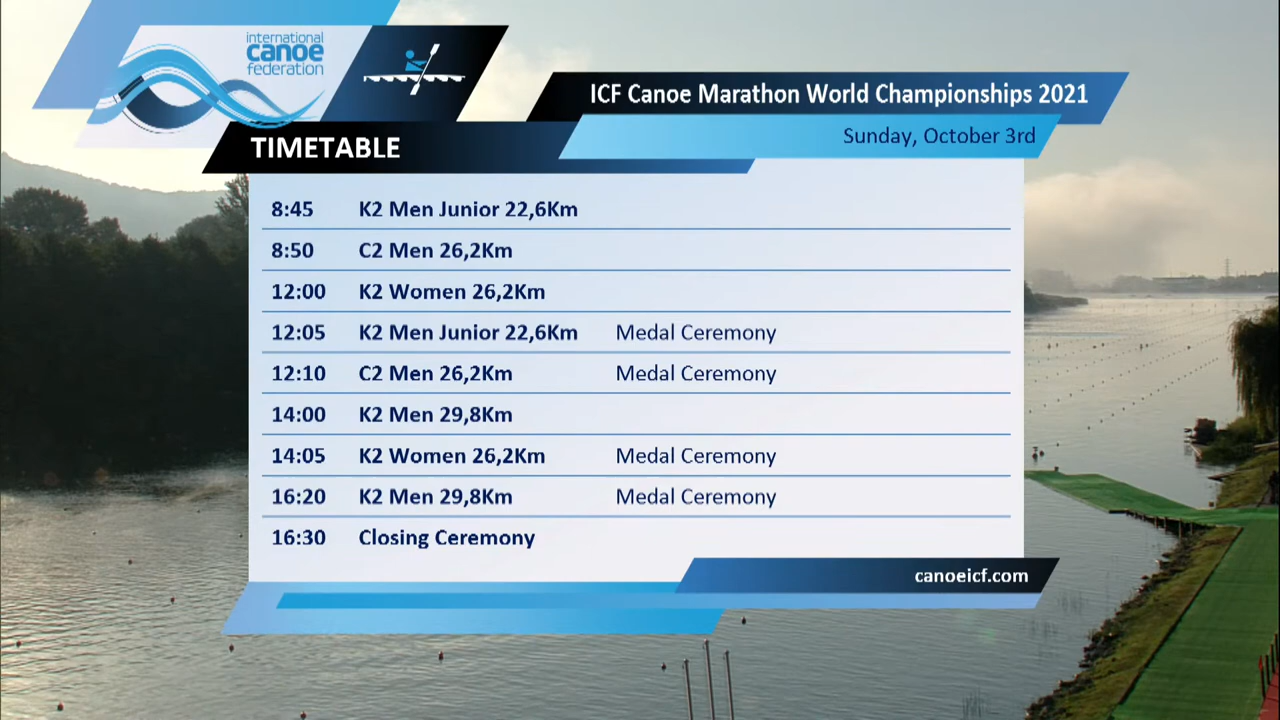 international
canoe
federation
ICF Canoe Marathon World Championships 2021
Sunday, October 3rd
TIMETABLE
8:45 K2 Men Junior 22,6Km
8:50 C2 Men 26,2Km
12:00 K2 Women 26,2Km
12:05 K2 Men Junior 22,6Km Medal Ceremony
12:10 C2 Men 26,2Km Medal Ceremony
14:00 K2 Men 29,8Km
14:05 K2 Women 26,2Km Medal Ceremony
16:20 K2 Men 29,8Km Medal Ceremony
16:30 Closing Ceremony
canoeicf.com